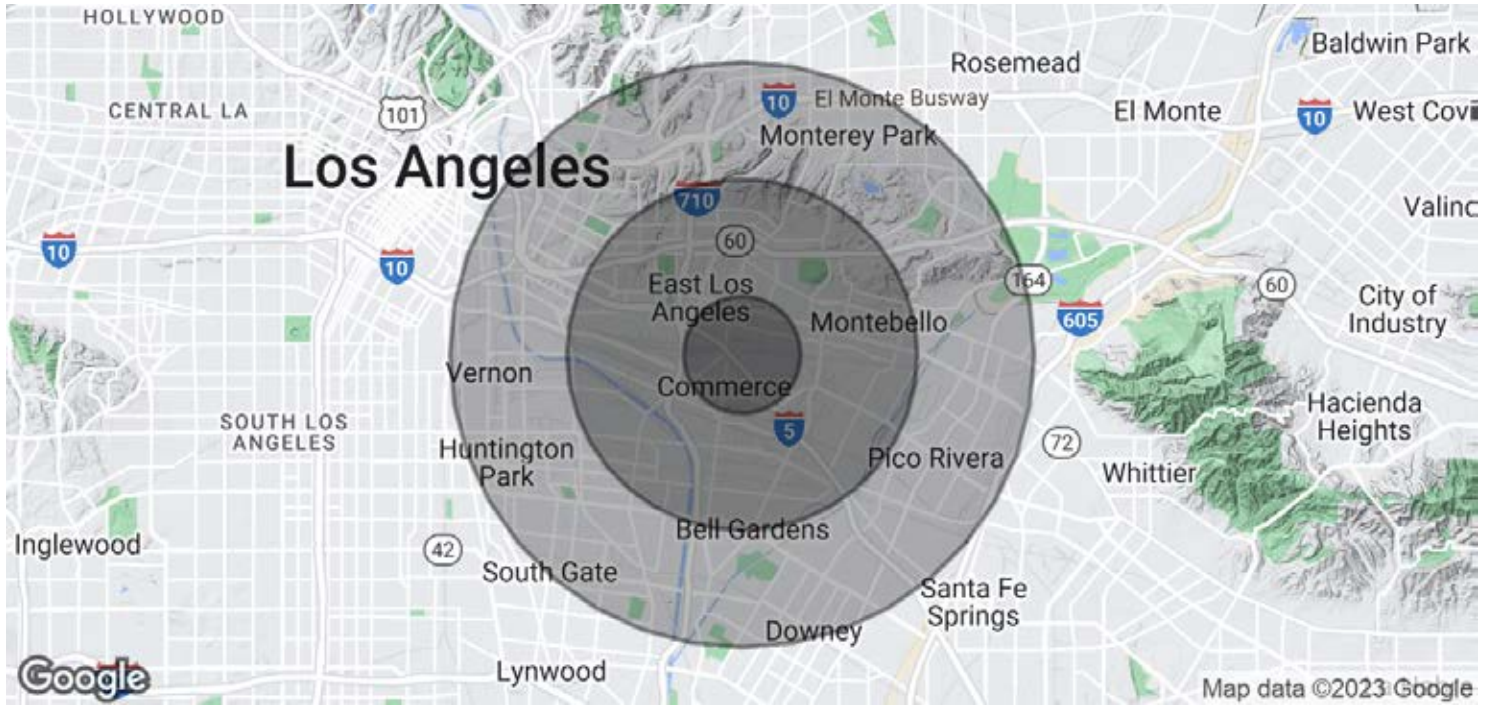 HOLLYWOOD
Baldwin Park
Rosemead
10
El Monte Busway
CENTRAL LA
101
El Monte
10
West Cov
Monterey Park
Los Angeles
710
Valinc
10
60
10
East Los
Angeles
164
60
605
City of
Industry
Montebello
Vernon
Commerce
SOUTH LOS
ANGELES
Hacienda
Heights
5
Huntington
Park
72
Pico Rivera
Whittier
Bell Gardens
Inglewood
42
South Gate
Santa Fe
Springs
Downey
Lynwood
Google
Map data ©2023 Google